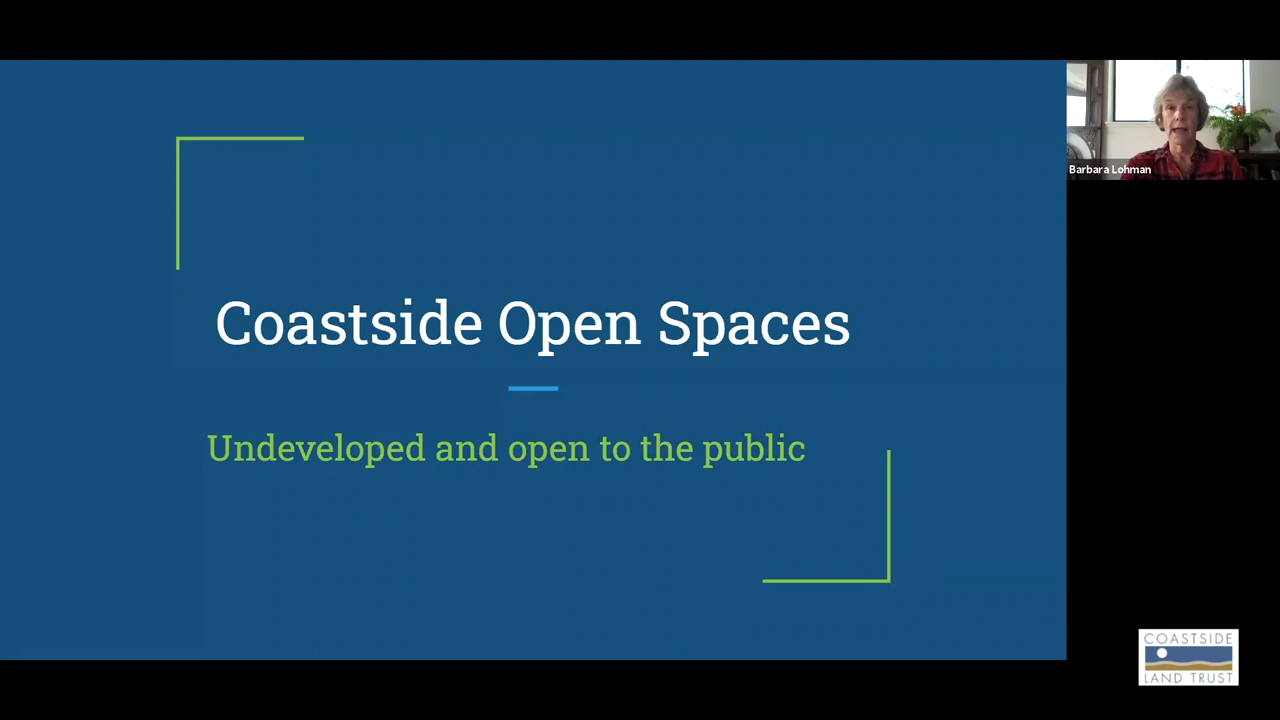 Coastside Open Spaces
Undeveloped and open to the public
Barbara Lohman
COASTSIDE
LAND TRUST